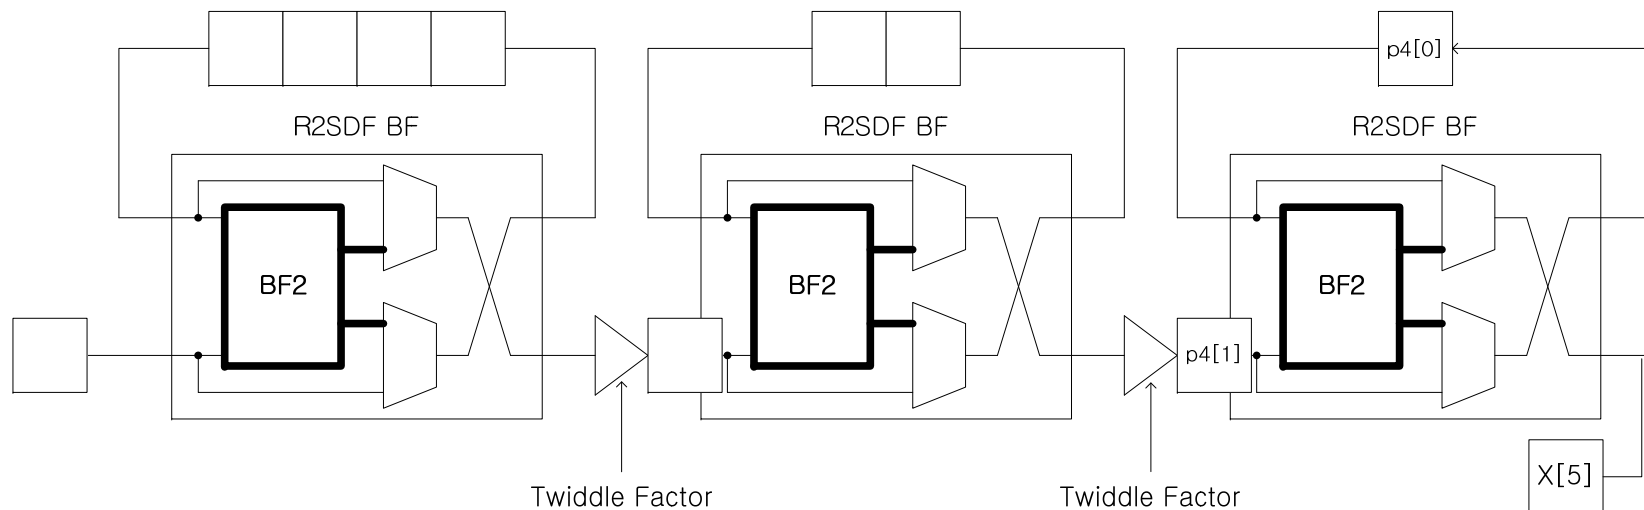 p4[0]
R2SDF BF
R2SDF BF
R2SDF BF
BF2
BF2
BF2
p4[1]
X[5]
Twiddle Factor
Twiddle Factor